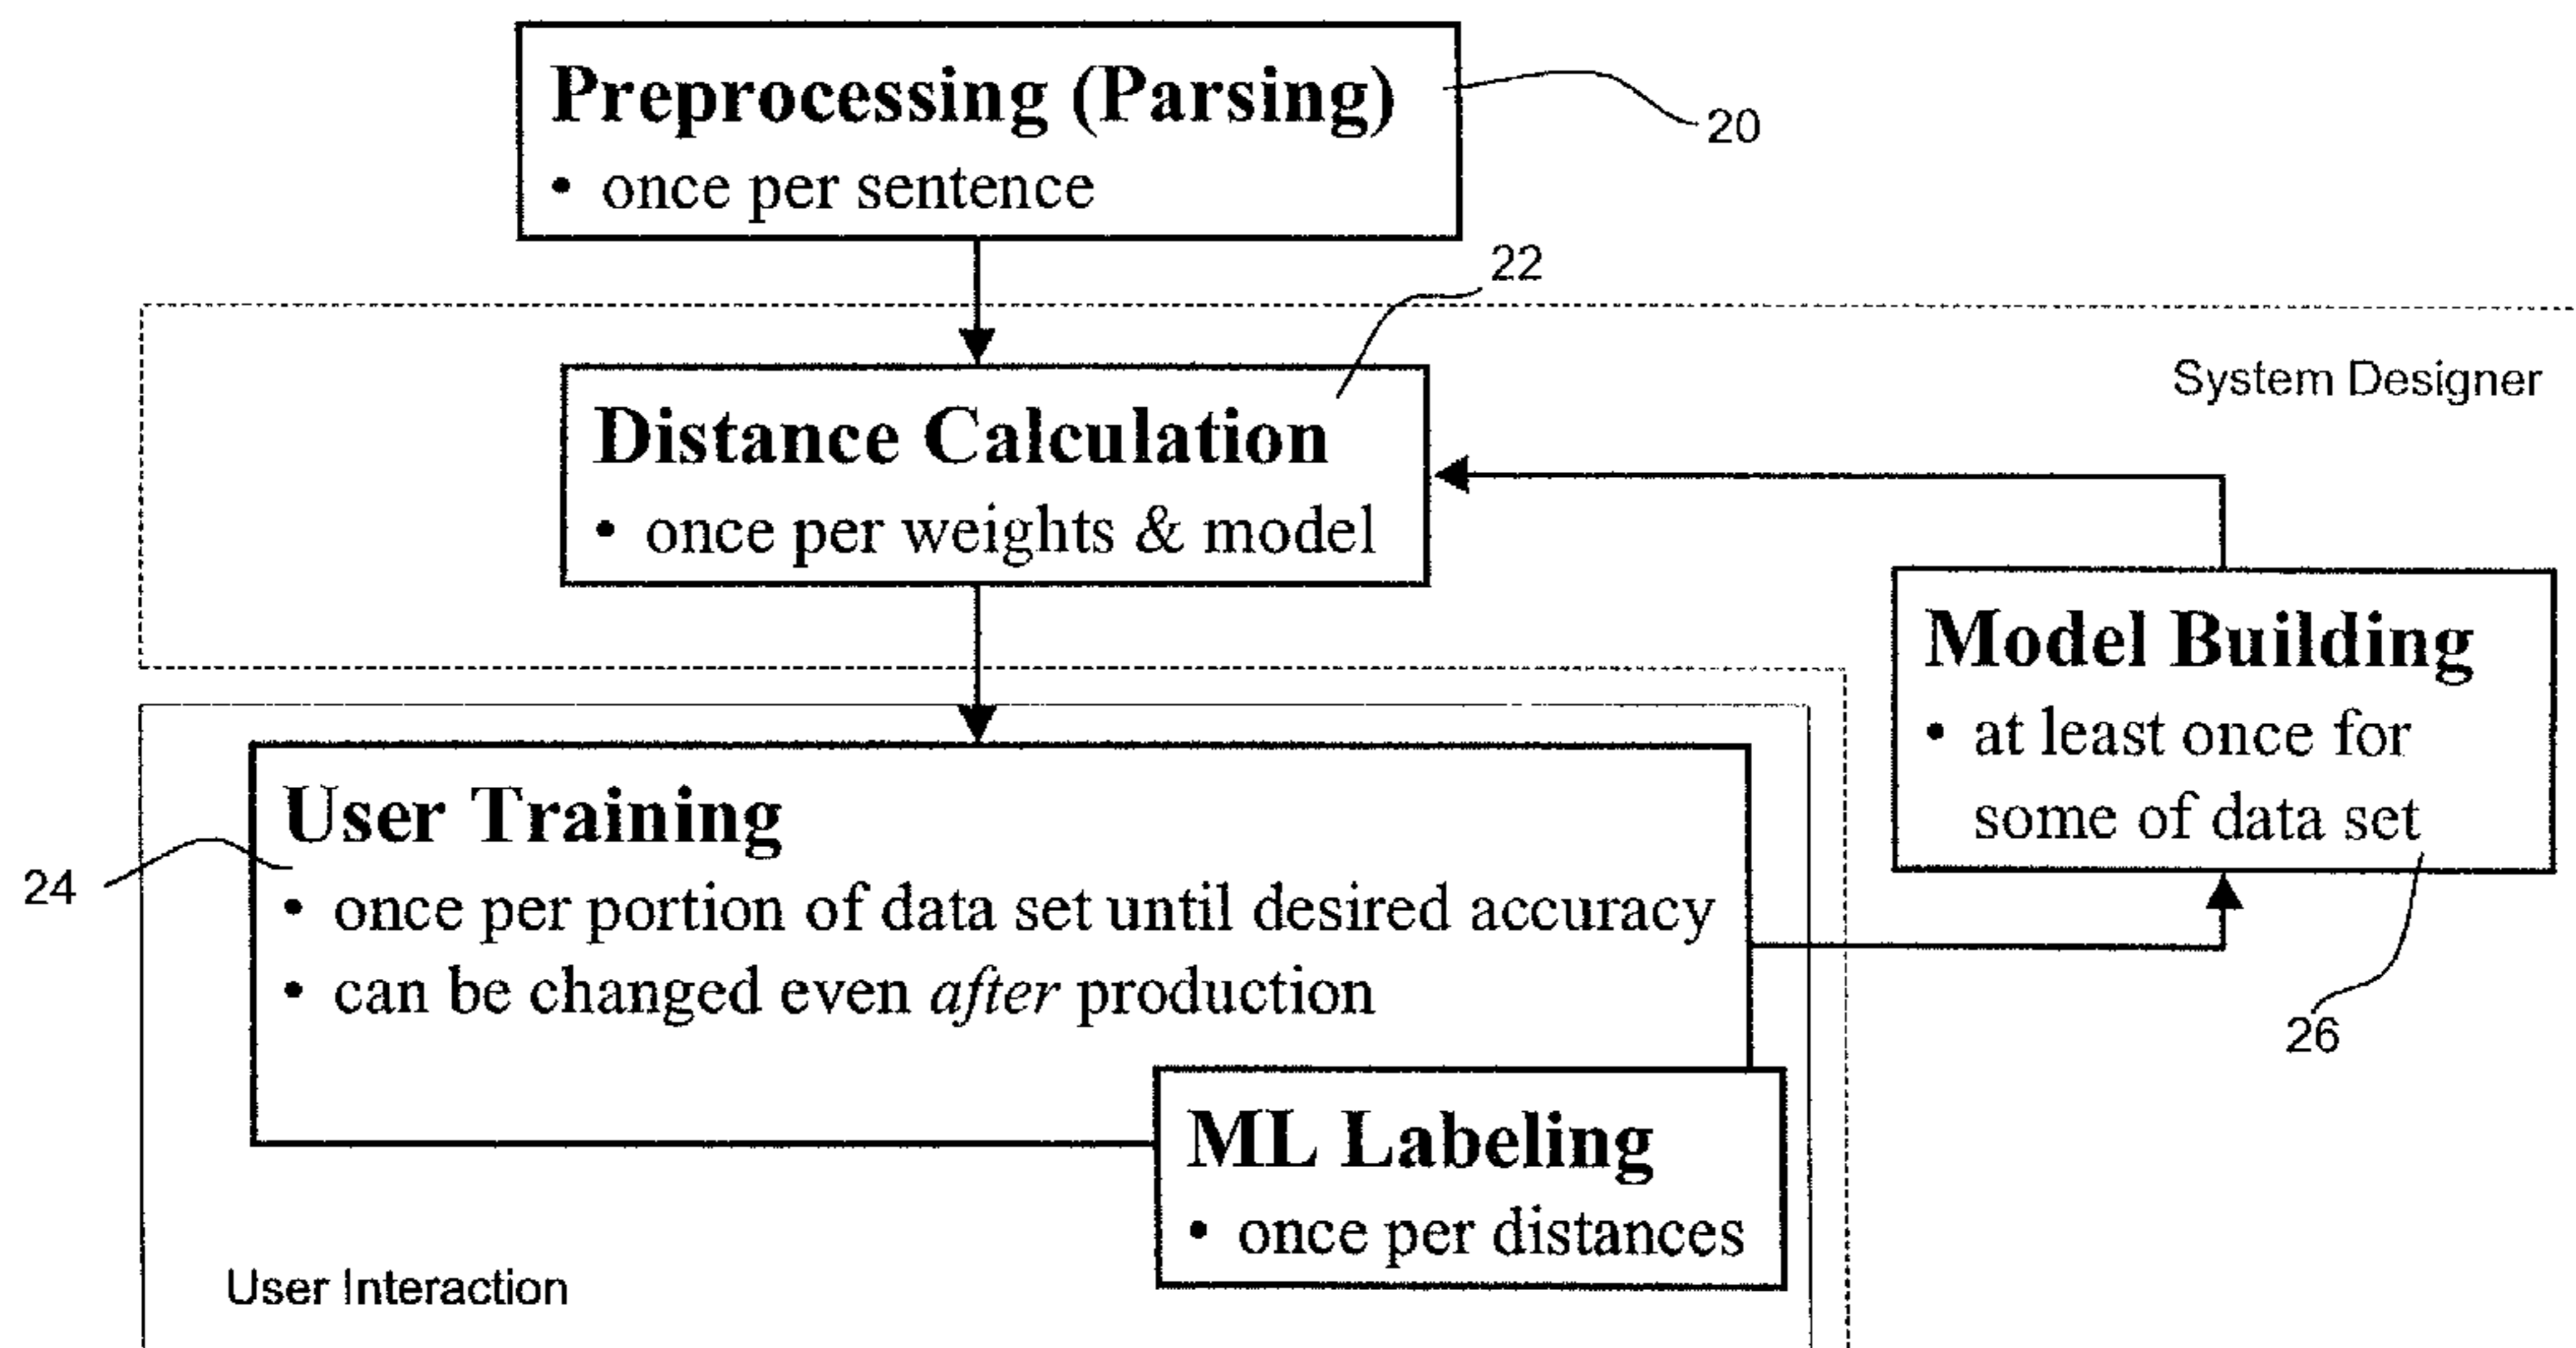 Preprocessing (Parsing)
• once per sentence
20
22
System Designer
Distance Calculation
• once per weights & model
Model Building
• at least once for
some of data set
26
24
User Training
• once per portion of data set until desired accuracy
• can be changed even after production
ML Labeling
• once per distances
User Interaction